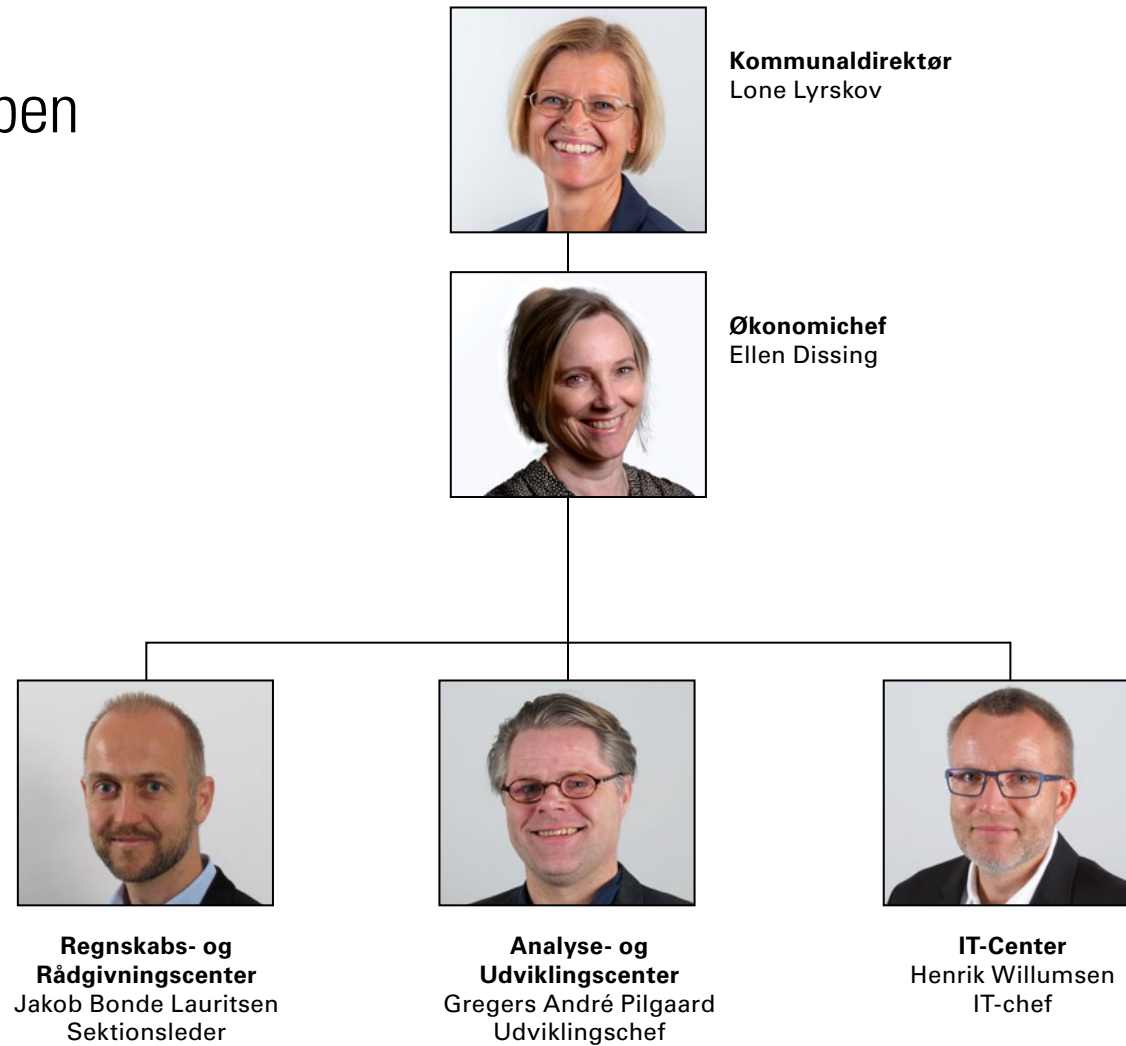 Kommunaldirektør
Lone Lyrskov
Økonomichef
Ellen Dissing
Regnskabs- og
Rådgivningscenter
Jakob Bonde Lauritsen
Sektionsleder
Analyse- og
Udviklingscenter
Gregers André Pilgaard
Udviklingschef
IT-Center
Henrik Willumsen
IT-chef